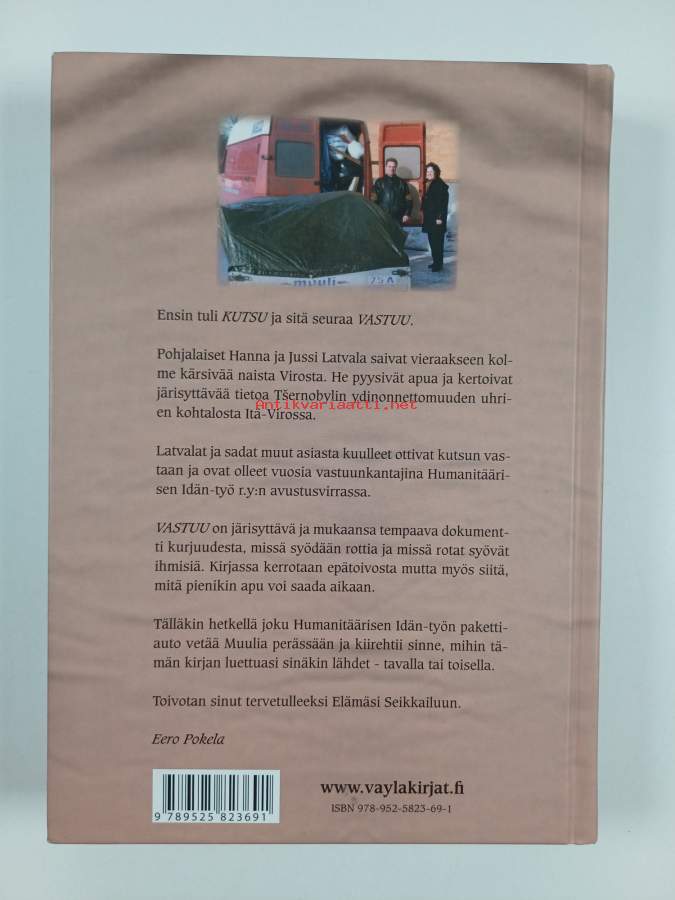 muuli
Ensin tuli KUTSU ja sitä seuraa VASTUU.
Pohjalaiset Hanna ja Jussi Latvala saivat vieraakseen kol-
me kärsivää naista Virosta. He pyysivät apua ja kertoivat
järisyttävää tietoa Tšernobylin ydinonnettomuuden uhri-
Antikvariaatti.net
en kohtalosta Itä-Virossa.
Latvalat ja sadat muut asiasta kuulleet ottivat kutsun vas-
taan ja ovat olleet vuosia vastuunkantajina Humanitääri-
sen Idän-työ r.y:n avustusvirrassa.
VASTUU on järisyttävä ja mukaansa tempaava dokument-
ti kurjuudesta, missä syödään rottia ja missä rotat syövät
ihmisiä. Kirjassa kerrotaan epätoivosta mutta myös siitä,
mitä pienikin apu voi saada aikaan.
Tälläkin hetkellä joku Humanitäärisen Idän-työn paketti-
auto vetää Muulia perässään ja kiirehtii sinne, mihin tä-
män kirjan luettuasi sinäkin lähdet - tavalla tai toisella.
Toivotan sinut tervetulleeksi Elämäsi Seikkailuun.
Eero Pokela
www.vaylakirjat.fi
ISBN 978-952-5823-69-1
9 789525 823691